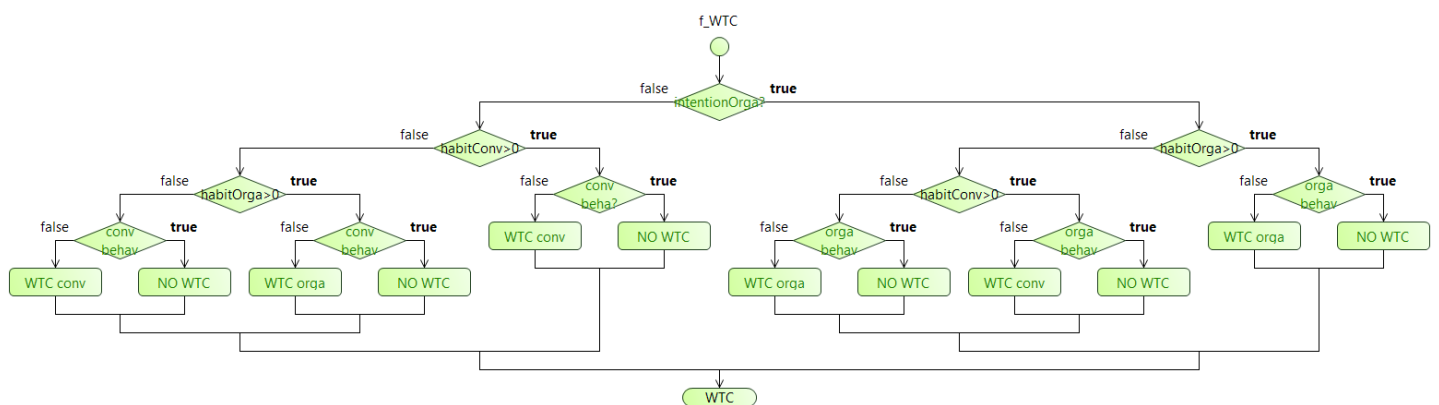 f_WTC
false
true
intentionOrga?
false
true
habitConv>0
false
true
habitOrga>0
false
true
habitOrga>0
false
true
conv
beha?
false
true
habitConv>0
false
true
orga
behav
false
true
conv
behav
false
true
conv
behav
WTC conv
NO WTC
false
true
orga
behav
false
true
orga
behav
WTC orga
NO WTC
WTC conv
NO WTC
WTC orga
NO WTC
WTC orga
NO WTC
WTC conv
NO WTC
WTC